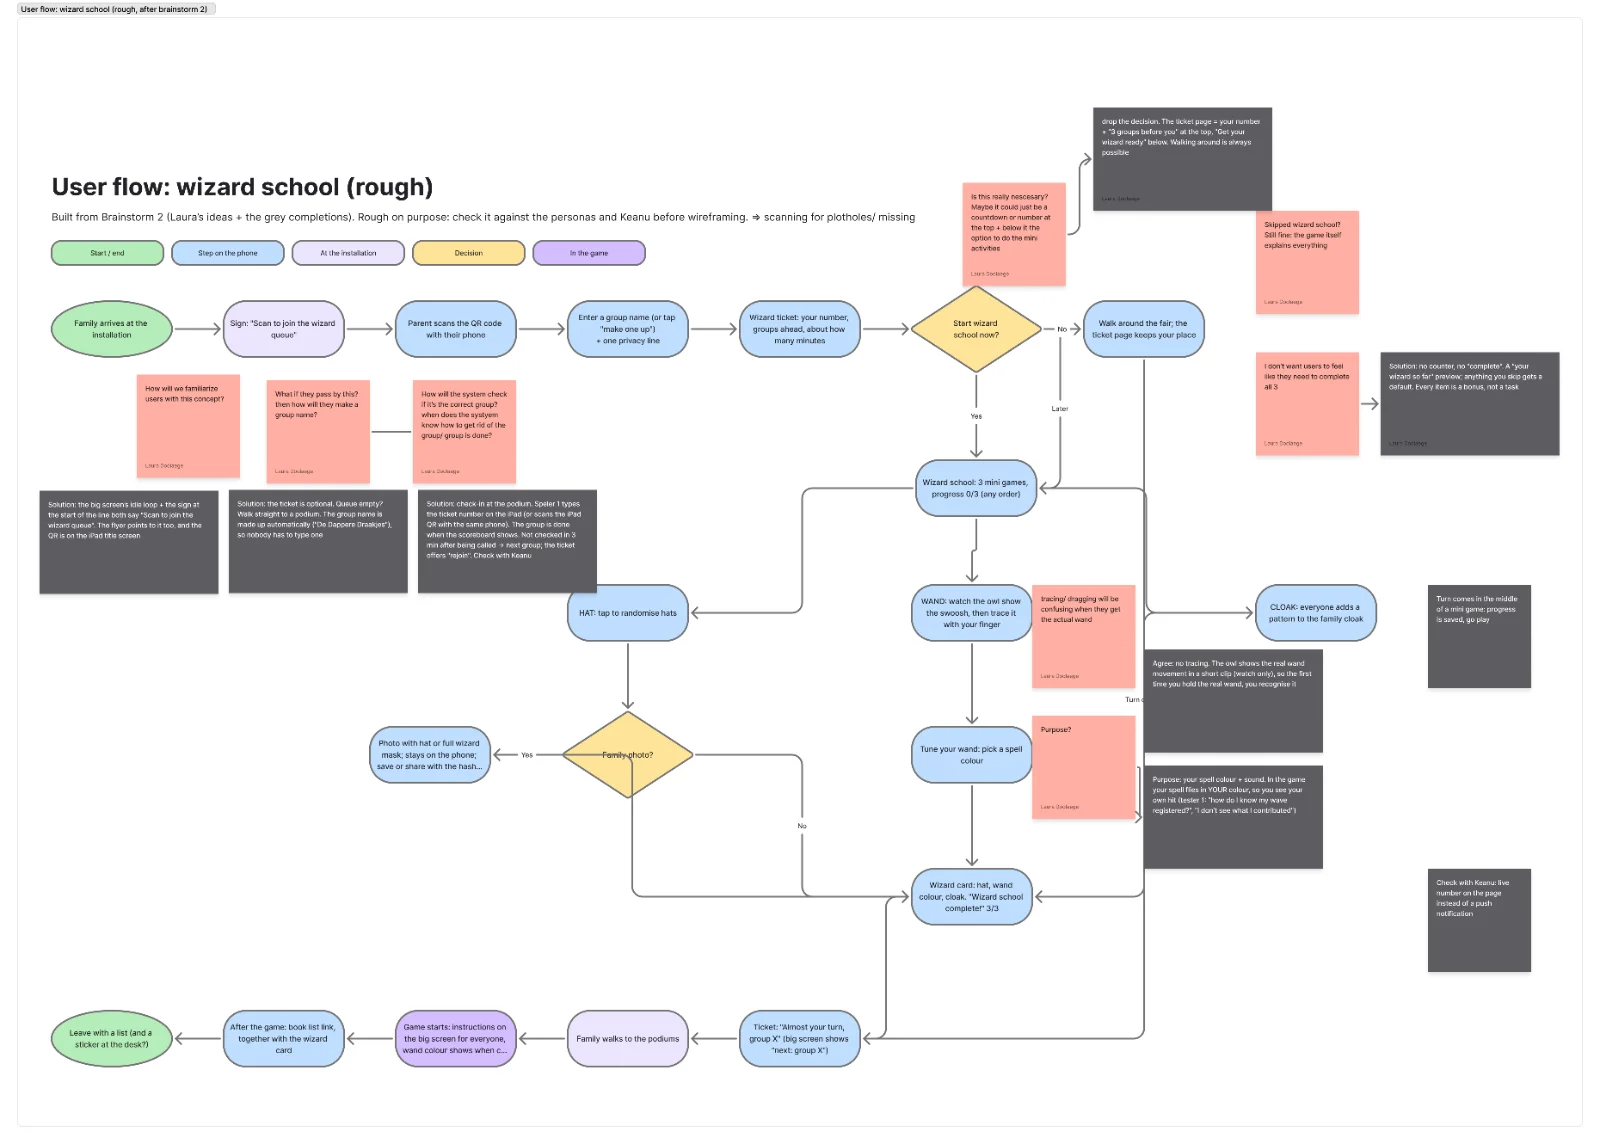 User flow: wizard school (rough, after brainstorm 2)
User flow: wizard school (rough)
Built from Brainstorm 2 (Laura's ideas + the grey completions). Rough on purpose: check it against the personas and Keanu before wireframing. => scanning for plotholes/ missing
Start / end
Step on the phone
At the installation
Decision
In the game
drop the decision. The ticket page = your number
+ "3 groups before you" at the top, "Get your
wizard ready" below. Walking around is always
possible
Is this really nescesary?
Maybe it could just be a
countdown or number at
the top + below it the
option to do the mini
activities
Skipped wizard school?
Still fine: the game itself
explains everything
Family arrives at the
installation
Sign: "Scan to join the wizard
queue"
Parent scans the QR code
with their phone
Enter a group name (or tap
"make one up")
+ one privacy line
Wizard ticket: your number,
groups ahead, about how
many minutes
Start wizard
school now?
No
Walk around the fair; the
ticket page keeps your place
Yes
Later
How will we familiarize
users with this concept?
What if they pass by this?
then how will they make a
group name?
How will the system check
if it's the correct group?
when does the systyem
know how to get rid of the
group/ group is done?
I don't want users to feel
like they need to complete
all 3
Solution: no counter, no "complete". A "your
wizard so far" preview; anything you skip gets a
default. Every item is a bonus, not a task
Solution: the big screen's idle loop + the sign at
the start of the line both say "Scan to join the
wizard queue". The flyer points to it too, and the
QR is on the iPad title screen
Solution: the ticket is optional. Queue empty?
Walk straight to a podium. The group name is
made up automatically ("De Dappere Draakjes"),
so nobody has to type one
Solution: check-in at the podium. Speler 1 types
the ticket number on the iPad (or scans the iPad
QR with the same phone). The group is done
when the scoreboard shows. Not checked in 3
min after being called → next group; the ticket
offers "rejoin". Check with Keanu
Wizard school: 3 mini games,
progress 0/3 (any order)
HAT: tap to randomise hats
WAND: watch the owl show
the swoosh, then trace it
with your finger
tracing/ dragging will be
confusing when they get
the actual wand
CLOAK: everyone adds a
pattern to the family cloak
Turn comes in the middle
of a mini game: progress
is saved, go play
Agree: no tracing. The owl shows the real wand
movement in a short clip (watch only), so the first
time you hold the real wand, you recognise it
Turn
Photo with hat or full wizard
mask; stays on the phone;
save or share with the hash...
Yes
Family photo?
No
Tune your wand: pick a spell
colour
Purpose?
Purpose: your spell colour + sound. In the game
your spell flies in YOUR colour, so you see your
own hit (tester 1: "how do I know my wave
registered?", "I don't see what I contributed")
Wizard card: hat, wand
colour, cloak. "Wizard school
complete!" 3/3
Check with Keanu: live
number on the page
instead of a push
notification
Leave with a list (and a
sticker at the desk?)
After the game: book list link,
together with the wizard
card
Game starts: instructions on
the big screen for everyone,
wand colour shows when c...
Family walks to the podiums
Ticket: "Almost your turn,
group X" (big screen shows
"next: group X")